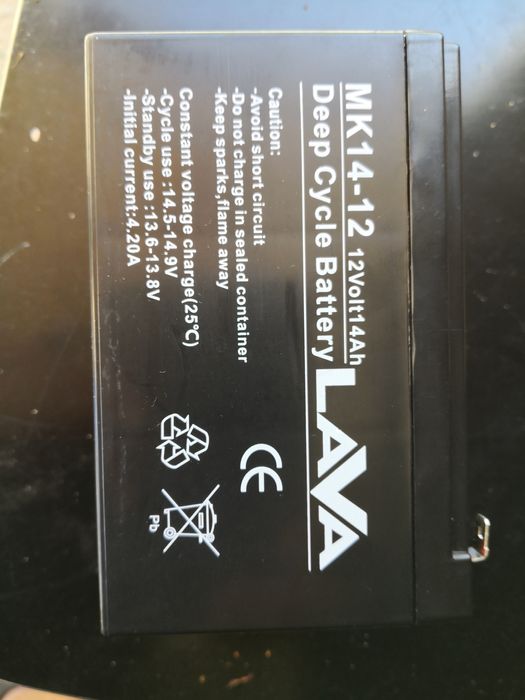 MK14-12 12Volt14Ah
Deep Cycle Battery
LAVA
Caution:
-Avoid short circuit
-Do not charge in sealed container
-Keep sparks,flame away
Constant voltage charge(25°C)
-Cycle use :14.5-14.9V
-Standby use :13.6-13.8V
-Initial current:4.20A
CE
Pb